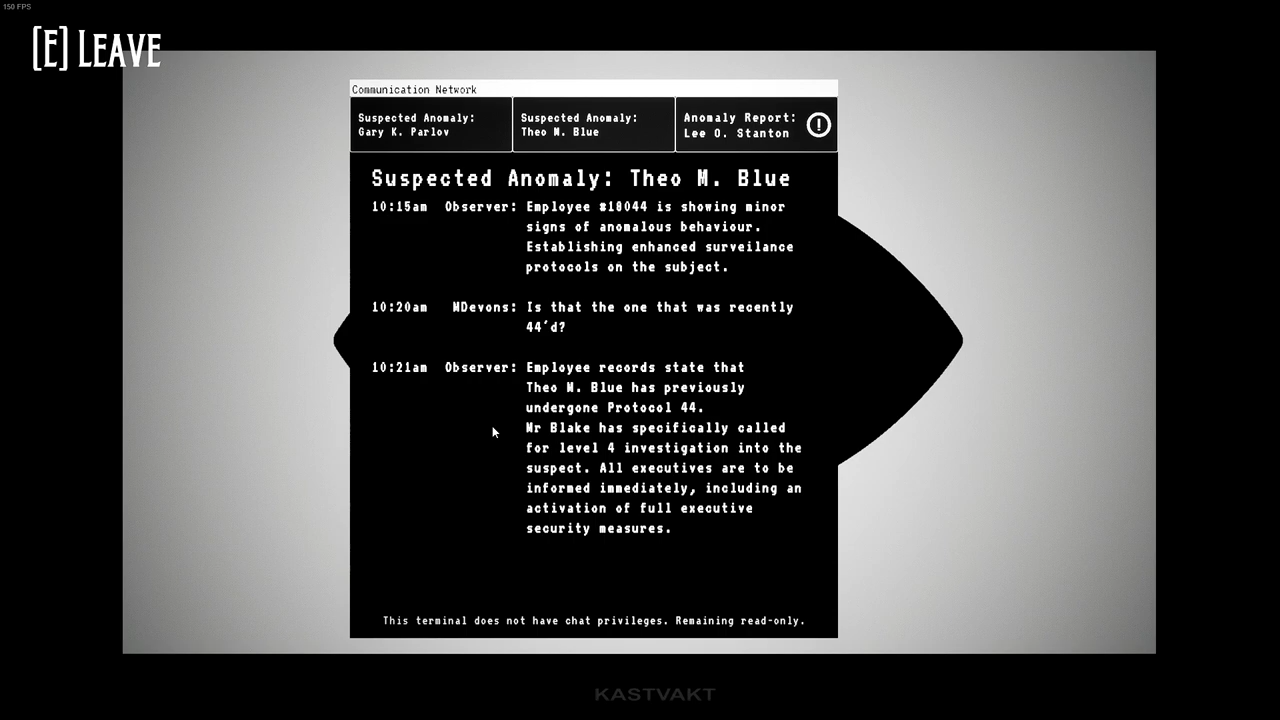 150 FPS
[E] LEAVE
Communication Network
Suspected Anomaly:
Gary K. Parlov
Suspected Anomaly:
Theo M. Blue
Anomaly Report:
Lee O. Stanton
!
Suspected Anomaly: Theo M. Blue
10:15am Observer: Employee #18044 is showing minor
signs of anomalous behaviour.
Establishing enhanced surveilance
protocols on the subject.
10:20am MDevons: Is that the one that was recently
44'd?
10:21am Observer: Employee records state that
Theo M. Blue has previously
undergone Protocol 44.
Mr Blake has specifically called
for level 4 investigation into the
suspect. All executives are to be
informed immediately, including an
activation of full executive
security measures.
This terminal does not have chat privileges. Remaining read-only.
KASTVAKT